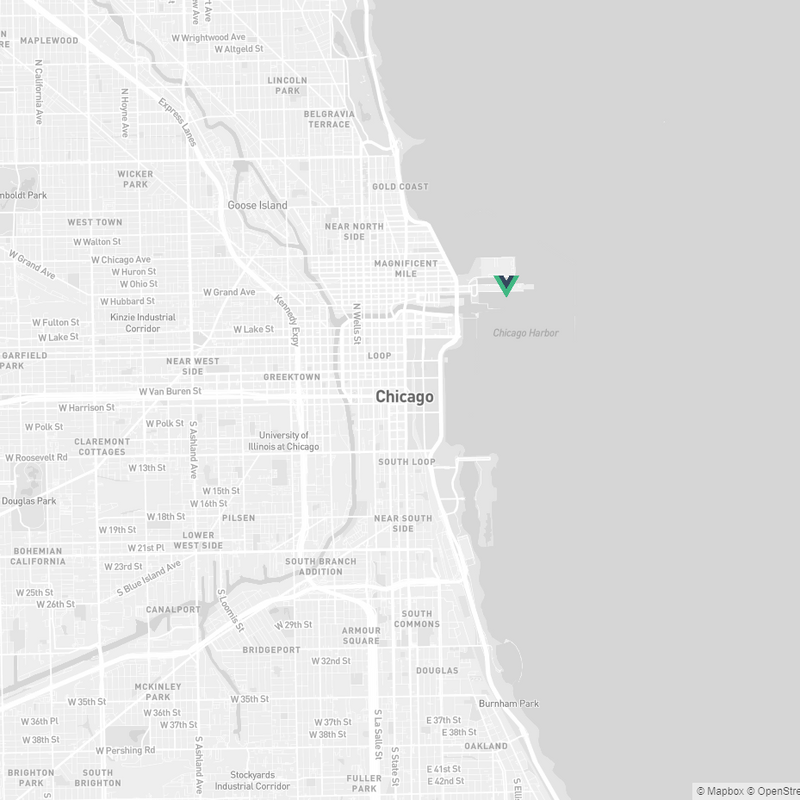 MAPLEWOOD
W Wrightwood Ave
W Altgeld St
N California Ave
N Hoyne Ave
Express Lanes
LINCOLN
PARK
BELGRAVIA
TERRACE
WICKER
PARK
GOLD COAST
mboldt Park
Goose Island
WEST TOWN
NEAR NORTH
SIDE
W Walton St
W Chicago Ave
W Grand Ave
W Huron St
W Ohio St
MAGNIFICENT
MILE
W Grand Ave
W Hubbard St
Kennedy Expy
N Wells St
Kinzie Industrial
Corridor
W Fulton St
W Lake St
W Lake St
Chicago Harbor
GARFIELD
PARK
NEAR WEST
SIDE
LOOP
GREEKTOWN
W Van Buren St
Chicago
W Harrison St
W Polk St
W Polk St
S Ashland Ave
CLAREMONT
COTTAGES
University of
Illinois at Chicago
W Roosevelt Rd
W 13th St
SOUTH LOOP
Douglas Park
W 15th St
W 16th St
W 18th St
PILSEN
NEAR SOUTH
SIDE
W 19th St
LOWER
WEST SIDE
W 21st Pl
BOHEMIAN
CALIFORNIA
W 23rd St
S Blue Island Ave
SOUTH BRANCH
ADDITION
W 25th St
W 26th St
CANALPORT
S Loomis St
W 29th St
SOUTH
COMMONS
ARMOUR
SQUARE
BRIDGEPORT
W 32nd St
DOUGLAS
MCKINLEY
PARK
W 35th St
W 35th St
Burnham Park
W 36th Pl
W 36th St
W 37th St
W 37th St
W 38th St
W 38th St
E 37th St
E 38th St
S La Salle St
S State St
S Ashland Ave
W Pershing Rd
OAKLAND
BRIGHTON
PARK
SOUTH
BRIGHTON
Stockyards
Industrial Corridor
FULLER
PARK
E 41st St
E 42nd St
S Elli
© Mapbox © OpenStre